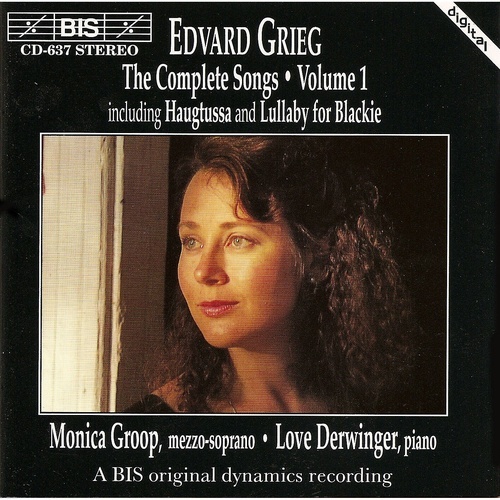 BIS
CD-637 STEREO
digital
EDVARD GRIEG
The Complete Songs • Volume 1
including Haugtussa and Lullaby for Blackie
Monica Groop, mezzo-soprano • Love Derwinger, piano
A BIS original dynamics recording